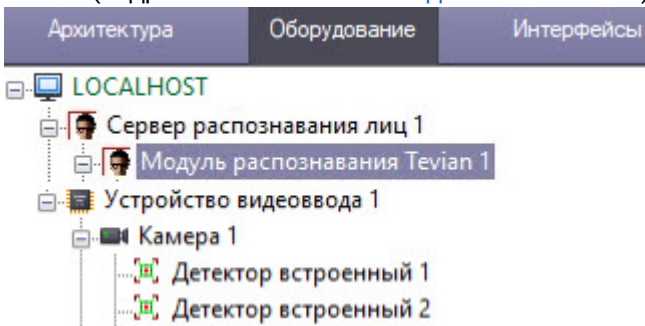 Архитектура Оборудование Интерфейсы
LOCALHOST
Сервер распознавания лиц 1
Модуль распознавания Tevian 1
Устройство видеоввода 1
Камера 1
Детектор встроенный 1
Детектор встроенный 2